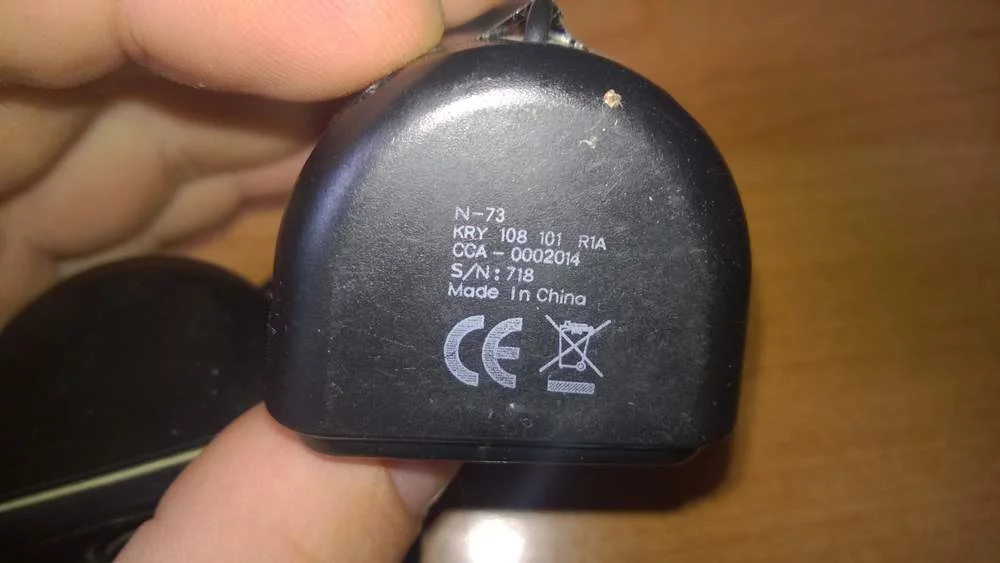 N-73
KRY 108 101 R1A
CCA - 0002014
S/N: 718
Made In China
CE